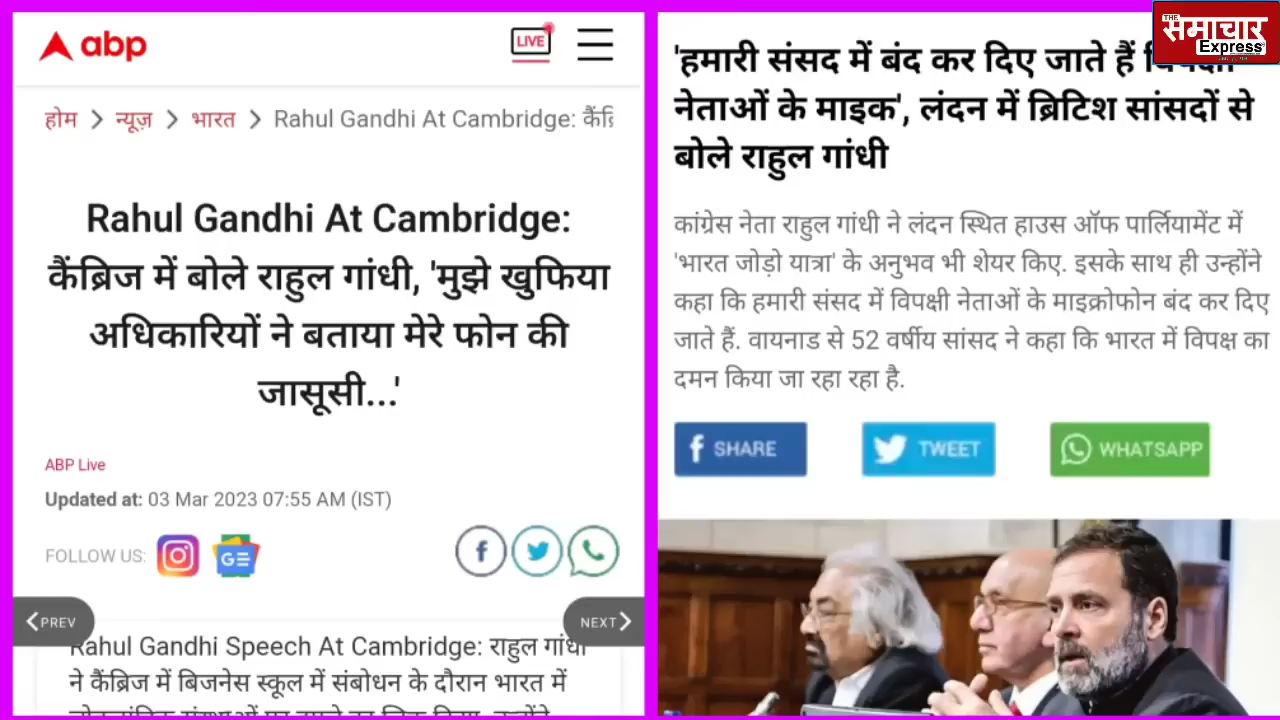 abp
LIVE
होम > न्यूज़ > भारत > Rahul Gandhi At Cambridge:
Rahul Gandhi At Cambridge:
कैंब्रिज में बोले राहुल गांधी, 'मुझे खुफिया
अधिकारियों ने बताया मेरे फोन की
जासूसी...'
ABP Live
Updated at: 03 Mar 2023 07:55 AM (IST)
FOLLOW US:
GE
PREV
NEXT
Rahul Gandhi Speech At Cambridge: राहुल गांधी
ने कैंब्रिज में बिजनेस स्कूल में संबोधन के दौरान भारत में
THE
समाचार
Express
'हमारी संसद में बंद कर दिए जाते हैं विपक्षी
नेताओं के माइक', लंदन में ब्रिटिश सांसदों से
बोले राहुल गांधी
कांग्रेस नेता राहुल गांधी ने लंदन स्थित हाउस ऑफ पार्लियामेंट में
'भारत जोड़ो यात्रा' के अनुभव भी शेयर किए. इसके साथ ही उन्होंने
कहा कि हमारी संसद में विपक्षी नेताओं के माइक्रोफोन बंद कर दिए
जाते हैं. वायनाड से 52 वर्षीय सांसद ने कहा कि भारत में विपक्ष का
दमन किया जा रहा रहा है.
SHARE
TWEET
WHATSAPP